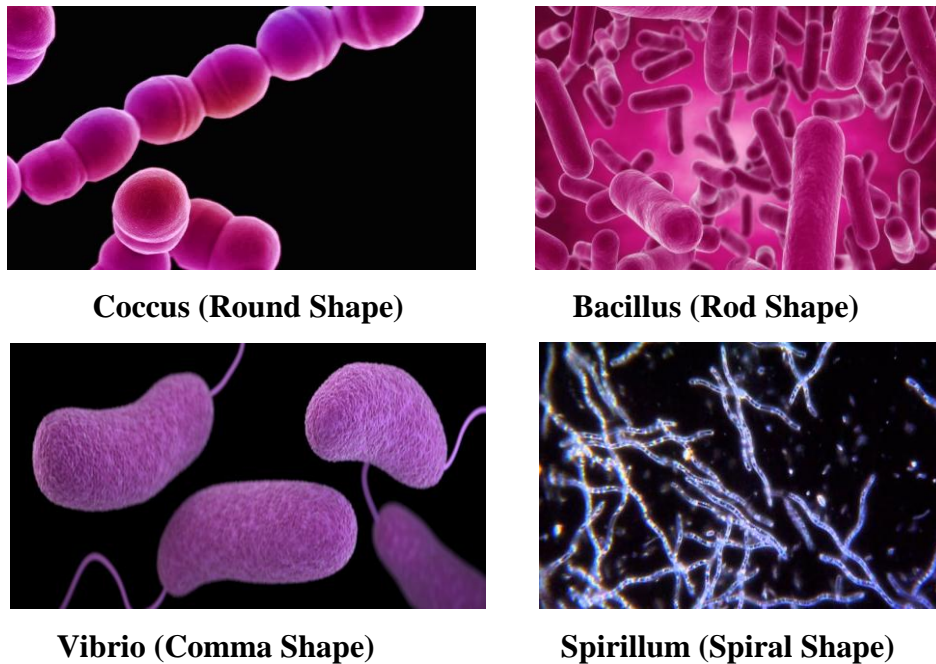 Coccus (Round Shape)
Bacillus (Rod Shape)
Vibrio (Comma Shape)
Spirillum (Spiral Shape)